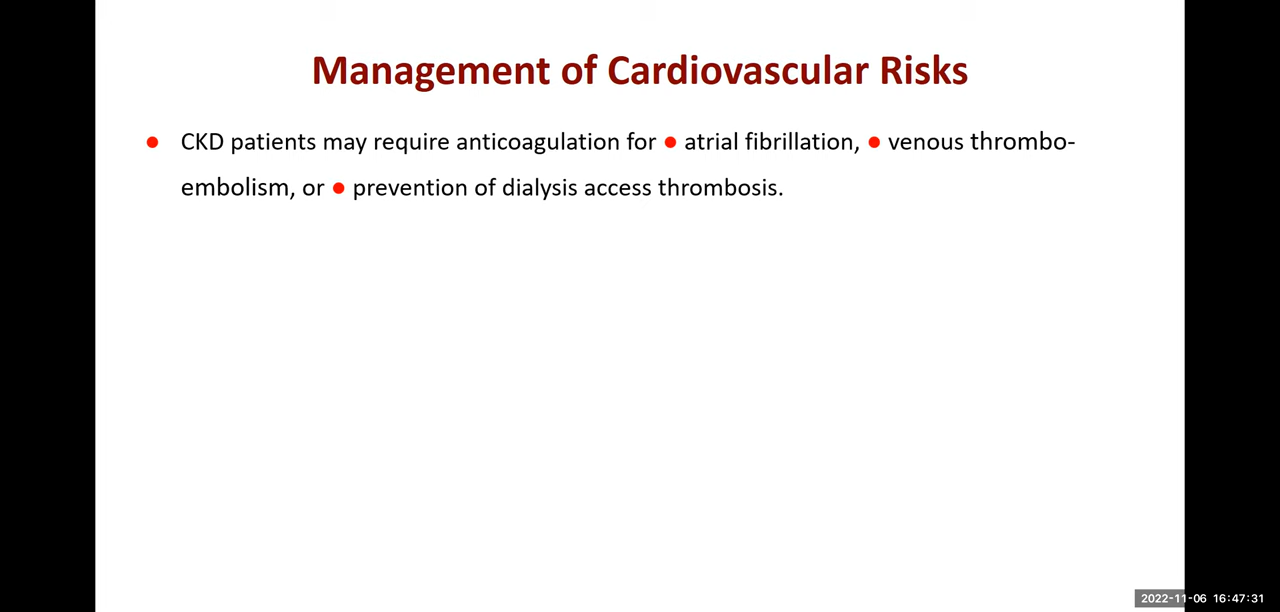 Management of Cardiovascular Risks
● CKD patients may require anticoagulation for ● atrial fibrillation, ● venous thrombo-
embolism, or ● prevention of dialysis access thrombosis.
2022-11-06 16:47:31